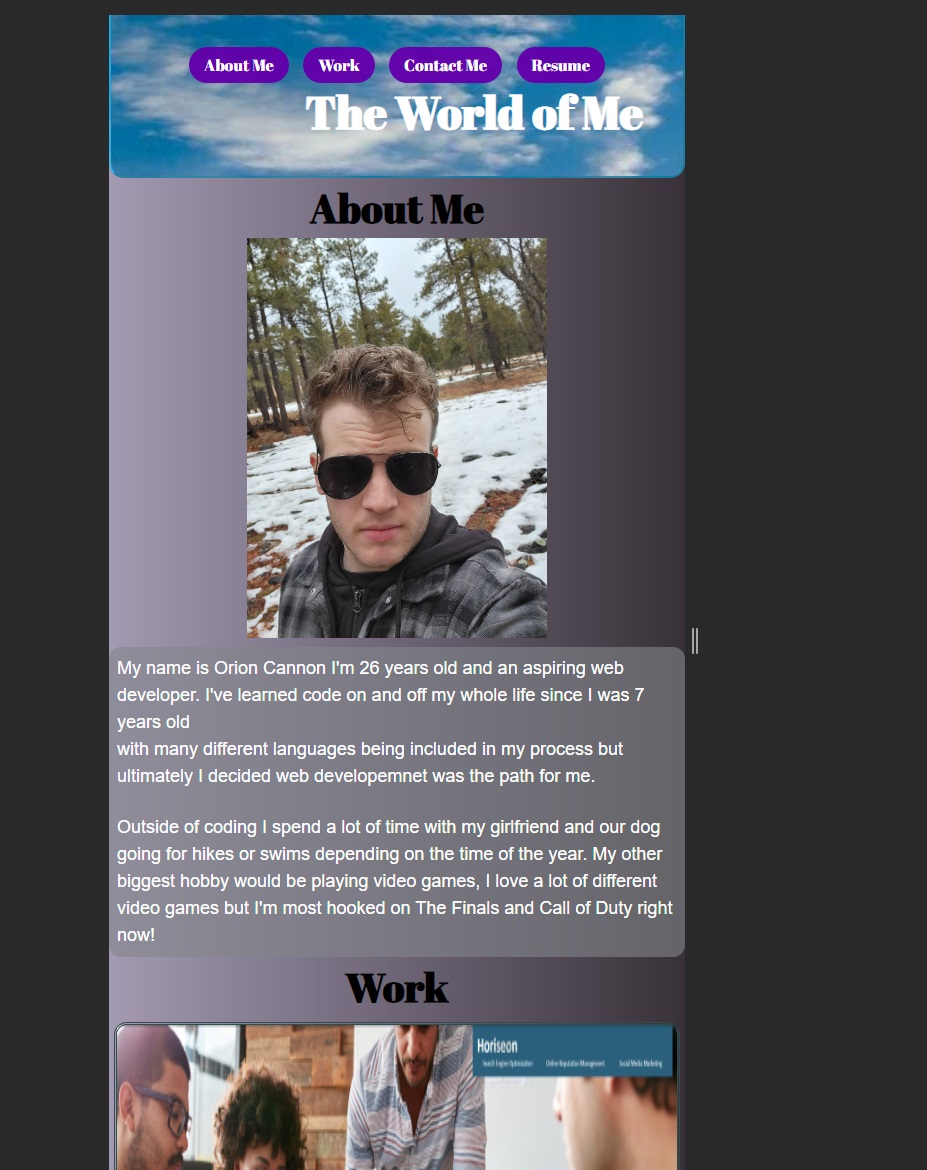 About Me Work Contact Me Resume
The World of Me
About Me
My name is Orion Cannon I'm 26 years old and an aspiring web
developer. I've learned code on and off my whole life since I was 7
years old
with many different languages being included in my process but
ultimately I decided web developemnet was the path for me.
Outside of coding I spend a lot of time with my girlfriend and our dog
going for hikes or swims depending on the time of the year. My other
biggest hobby would be playing video games, I love a lot of different
video games but I'm most hooked on The Finals and Call of Duty right
now!
Work
Horiseon
Search Engine Optimization Online Reputation Management Social Media Marketing